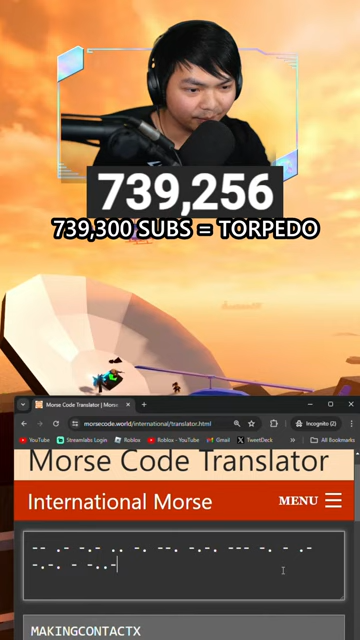 739,256
739,300 SUBS = TORPEDO
Morse Code Translator | Morse
morsecode.world/international/translator.html
Incognito (2)
YouTube
Streamlabs Login
Roblox
Roblox - YouTube
Gmail
TweetDeck
All Bookmarks
Morse Code Translator
International Morse
MENU
-- .- -.- .. -. --. -.-. --- -. - .-
-.-. - -..-
MAKINGCONTACTX